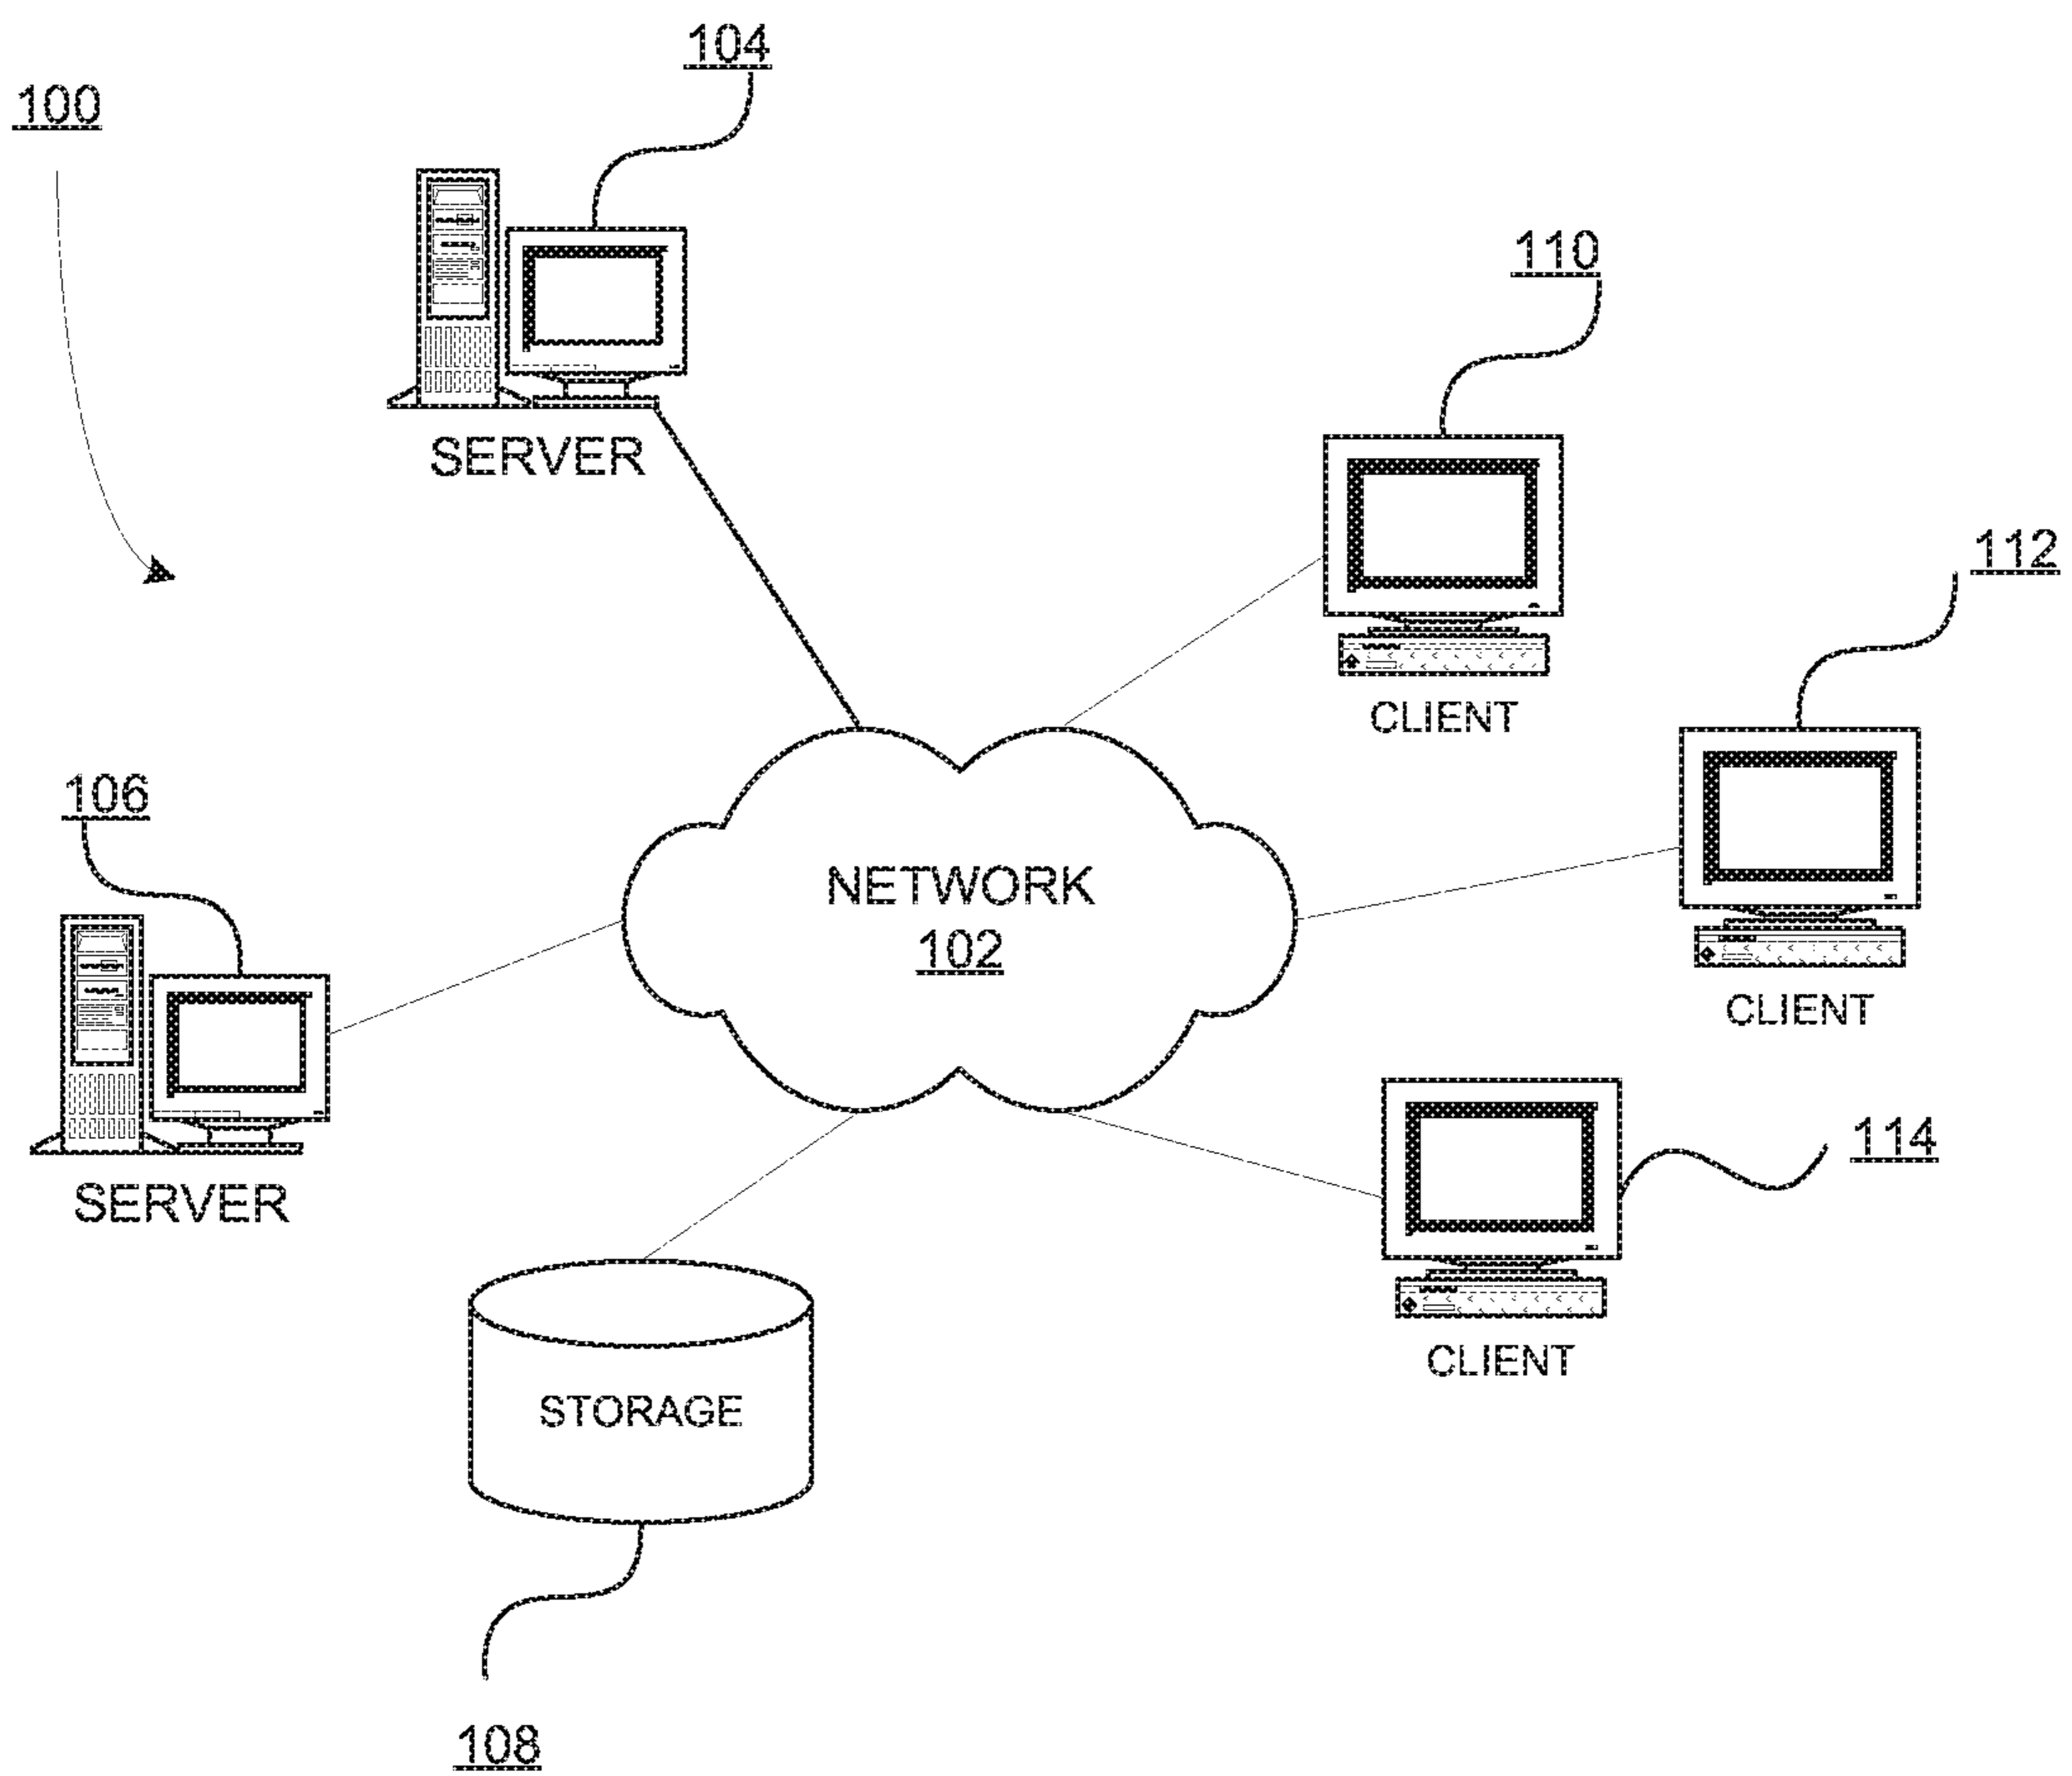 104
100
110
SERVER
112
CLIENT
106
NETWORK
102
CLIENT
114
SERVER
CLIENT
STORAGE
108